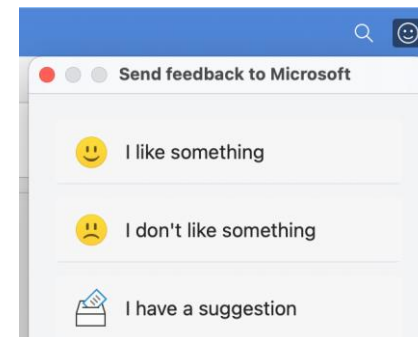 Send feedback to Microsoft
I like something
I don't like something
I have a suggestion